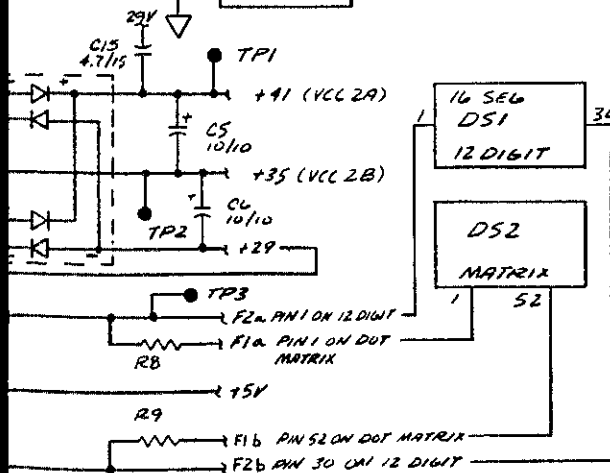 29V
C15
4.7/15
TP1
+41 (VCC 2A)
+
+
C5
10/10
+35 (VCC 2B)
+
C6
10/10
TP2
+29
-
TP3
F2a PIN 1 ON 12 DIGIT
F1a PIN 1 ON DOT
MATRIX
R8
+5V
R9
F1b PIN 52 ON DOT MATRIX
F2b PIN 30 ON 12 DIGIT
1
16 SEG
DS1
12 DIGIT
DS2
MATRIX
1
52